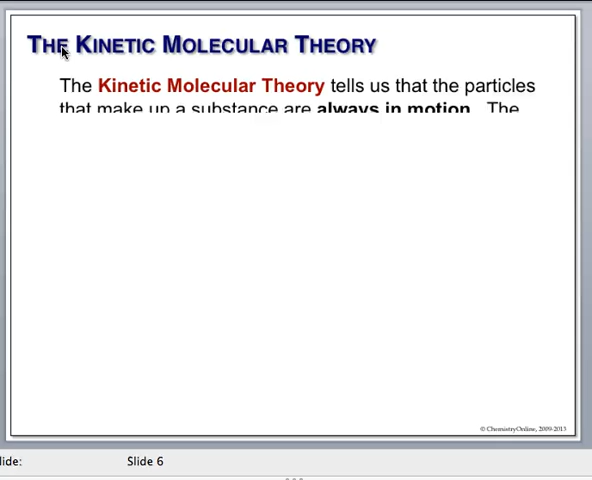 THE KINETIC MOLECULAR THEORY
The Kinetic Molecular Theory tells us that the particles
that make up a substance are always in motion. The
© ChemistryOnline, 2009-2013
lide:
Slide 6